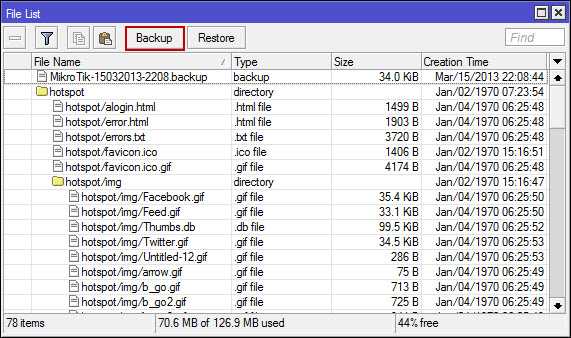 File List
Backup Restore Find
File Name Type Size Creation Time
MikroTik-15032013-2208.backup backup 34.0 KiB Mar/15/2013 22:08:44
hotspot directory Jan/02/1970 07:23:54
hotspot/alogin.html .html file 1499 B Jan/04/1970 06:25:48
hotspot/error.html .html file 1903 B Jan/04/1970 06:25:48
hotspot/errors.txt .txt file 3720 B Jan/04/1970 06:25:48
hotspot/favicon.ico .ico file 1406 B Jan/02/1970 15:16:51
hotspot/favicon.ico.gif .gif file 4174 B Jan/04/1970 06:25:48
hotspot/img directory Jan/02/1970 15:16:47
hotspot/img/Facebook.gif .gif file 35.4 KiB Jan/04/1970 06:25:50
hotspot/img/Feed.gif .gif file 33.1 KiB Jan/04/1970 06:25:50
hotspot/img/Thumbs.db .db file 99.5 KiB Jan/04/1970 06:25:52
hotspot/img/Twitter.gif .gif file 34.5 KiB Jan/04/1970 06:25:53
hotspot/img/Untitled-12.gif .gif file 286 B Jan/04/1970 06:25:53
hotspot/img/arrow.gif .gif file 75 B Jan/04/1970 06:25:49
hotspot/img/b_go.gif .gif file 713 B Jan/04/1970 06:25:49
hotspot/img/b_go2.gif .gif file 725 B Jan/04/1970 06:25:49
78 items 70.6 MB of 126.9 MB used 44% free